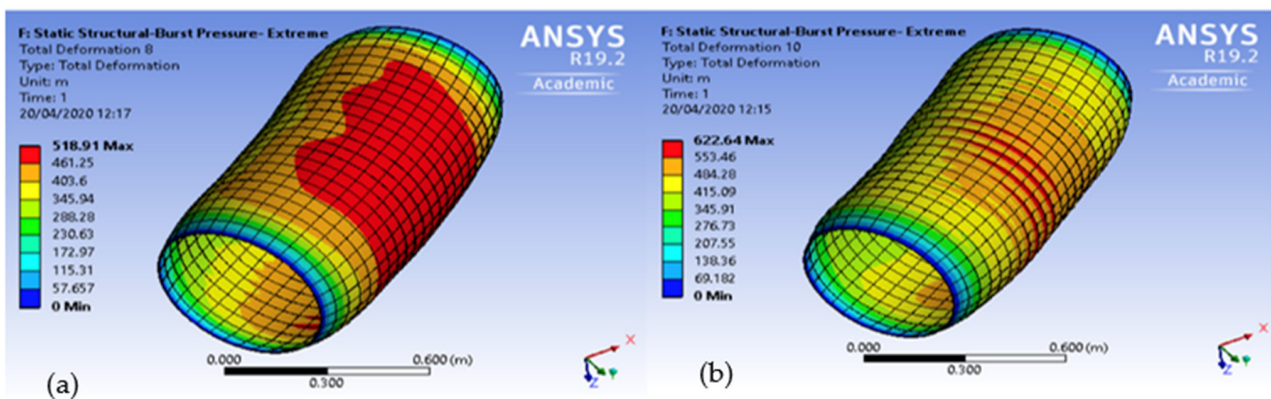 F: Static Structural-Burst Pressure- Extreme
Total Deformation 8
Type: Total Deformation
Unit: m
Time: 1
20/04/2020 12:17
518.91 Max
461.25
403.6
345.94
288.28
230.63
172.97
115.31
57.657
0 Min
ANSYS
R19.2
Academic
0.000
0.600 (m)
0.300
X
Y
Z
(a)
F: Static Structural-Burst Pressure- Extreme
Total Deformation 10
Type: Total Deformation
Unit: m
Time: 1
20/04/2020 12:15
622.64 Max
553.46
484.28
415.09
345.91
276.73
207.55
138.36
69.182
0 Min
ANSYS
R19.2
Academic
0.000
0.600 (m)
0.300
X
Y
Z
(b)